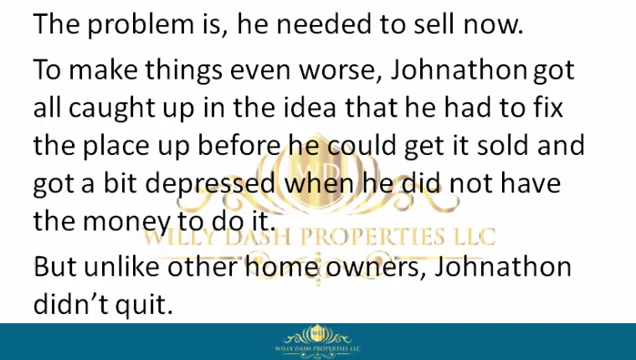 The problem is, he needed to sell now.
To make things even worse, Johnathon got
all caught up in the idea that he had to fix
the place up before he could get it sold and
got a bit depressed when he did not have
the money to do it.
WD
WILLY DASH PROPERTIES LLC
But unlike other home owners, Johnathon
didn't quit.
WD
WILLY DASH PROPERTIES LLC